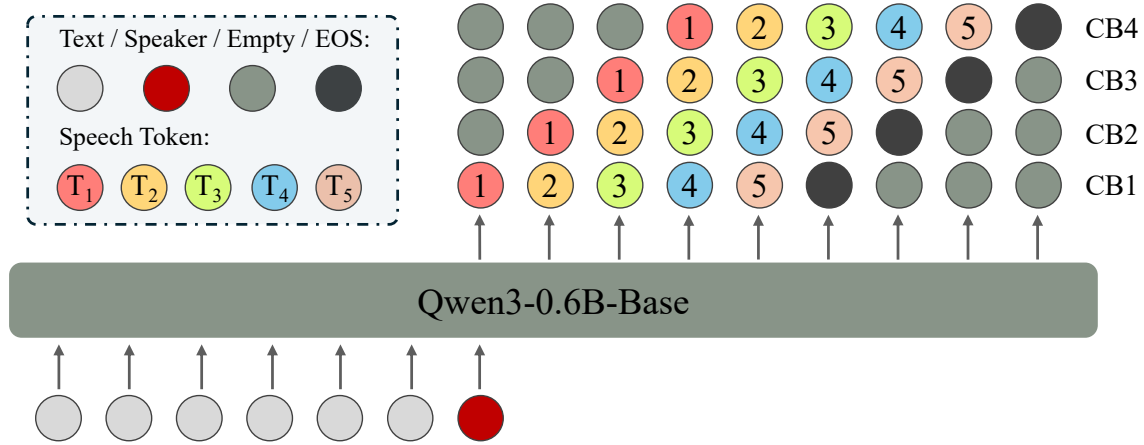 Text / Speaker / Empty / EOS:
Speech Token:
T1 T2 T3 T4 T5
1 2 3 4 5 CB4
1 2 3 4 5 CB3
1 2 3 4 5 CB2
1 2 3 4 5 CB1
Qwen3-0.6B-Base